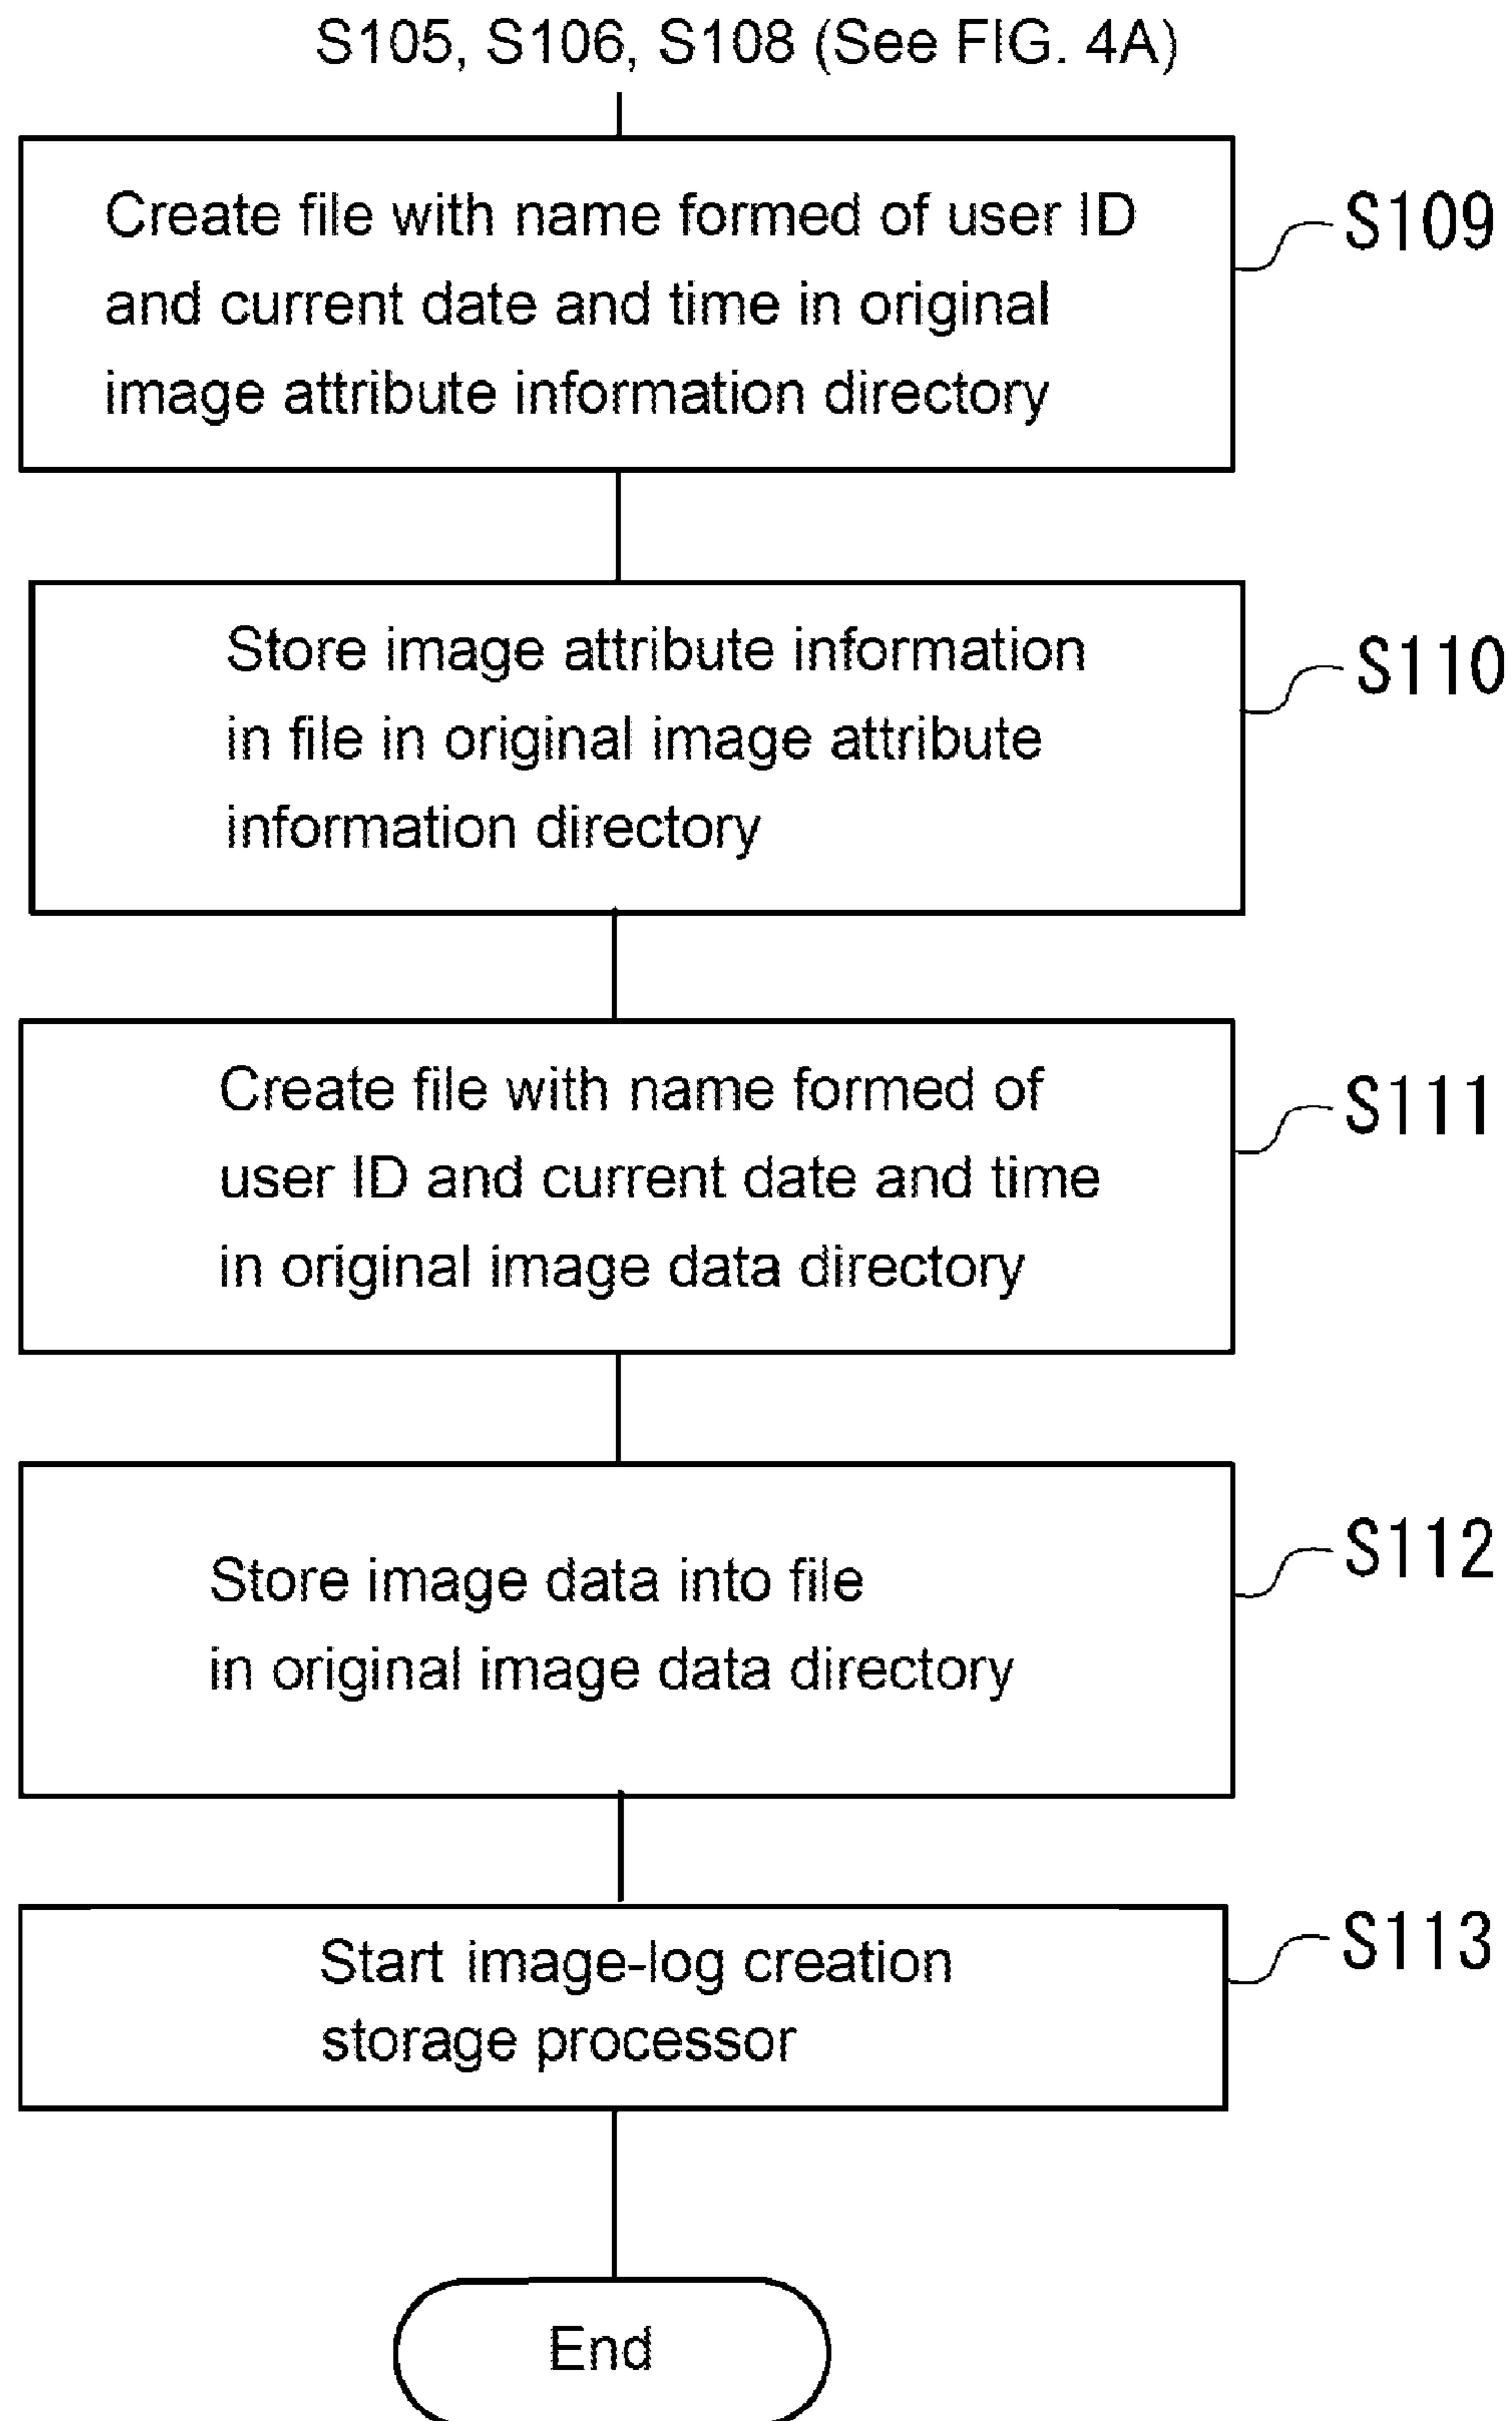 S105, S106, S108 (See FIG. 4A)
Create file with name formed of user ID
and current date and time in original
image attribute information directory
S109
Store image attribute information
in file in original image attribute
information directory
S110
Create file with name formed of
user ID and current date and time
in original image data directory
S111
Store image data into file
in original image data directory
S112
Start image-log creation
storage processor
S113
End